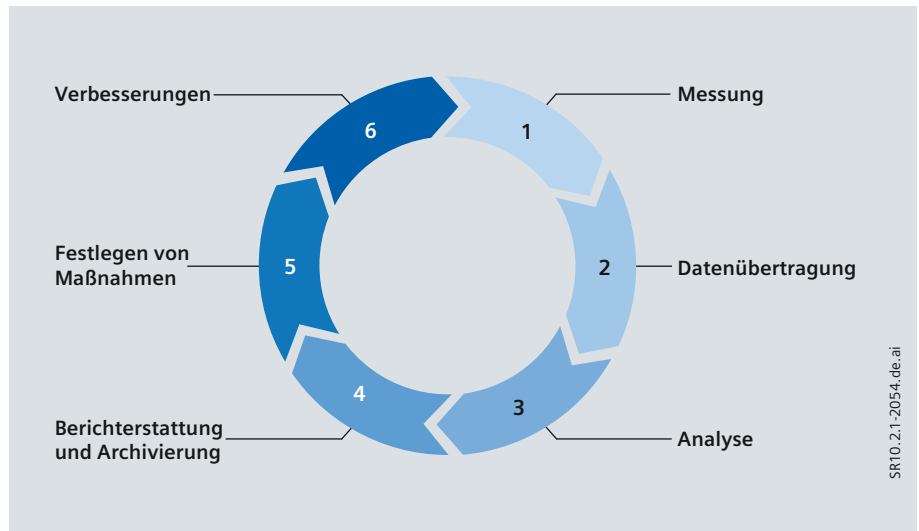 Messung
1
Datenübertragung
2
Analyse
3
Berichterstattung
und Archivierung
4
Festlegen von
Maßnahmen
5
Verbesserungen
6
SR10.2.1-2054.de.ai